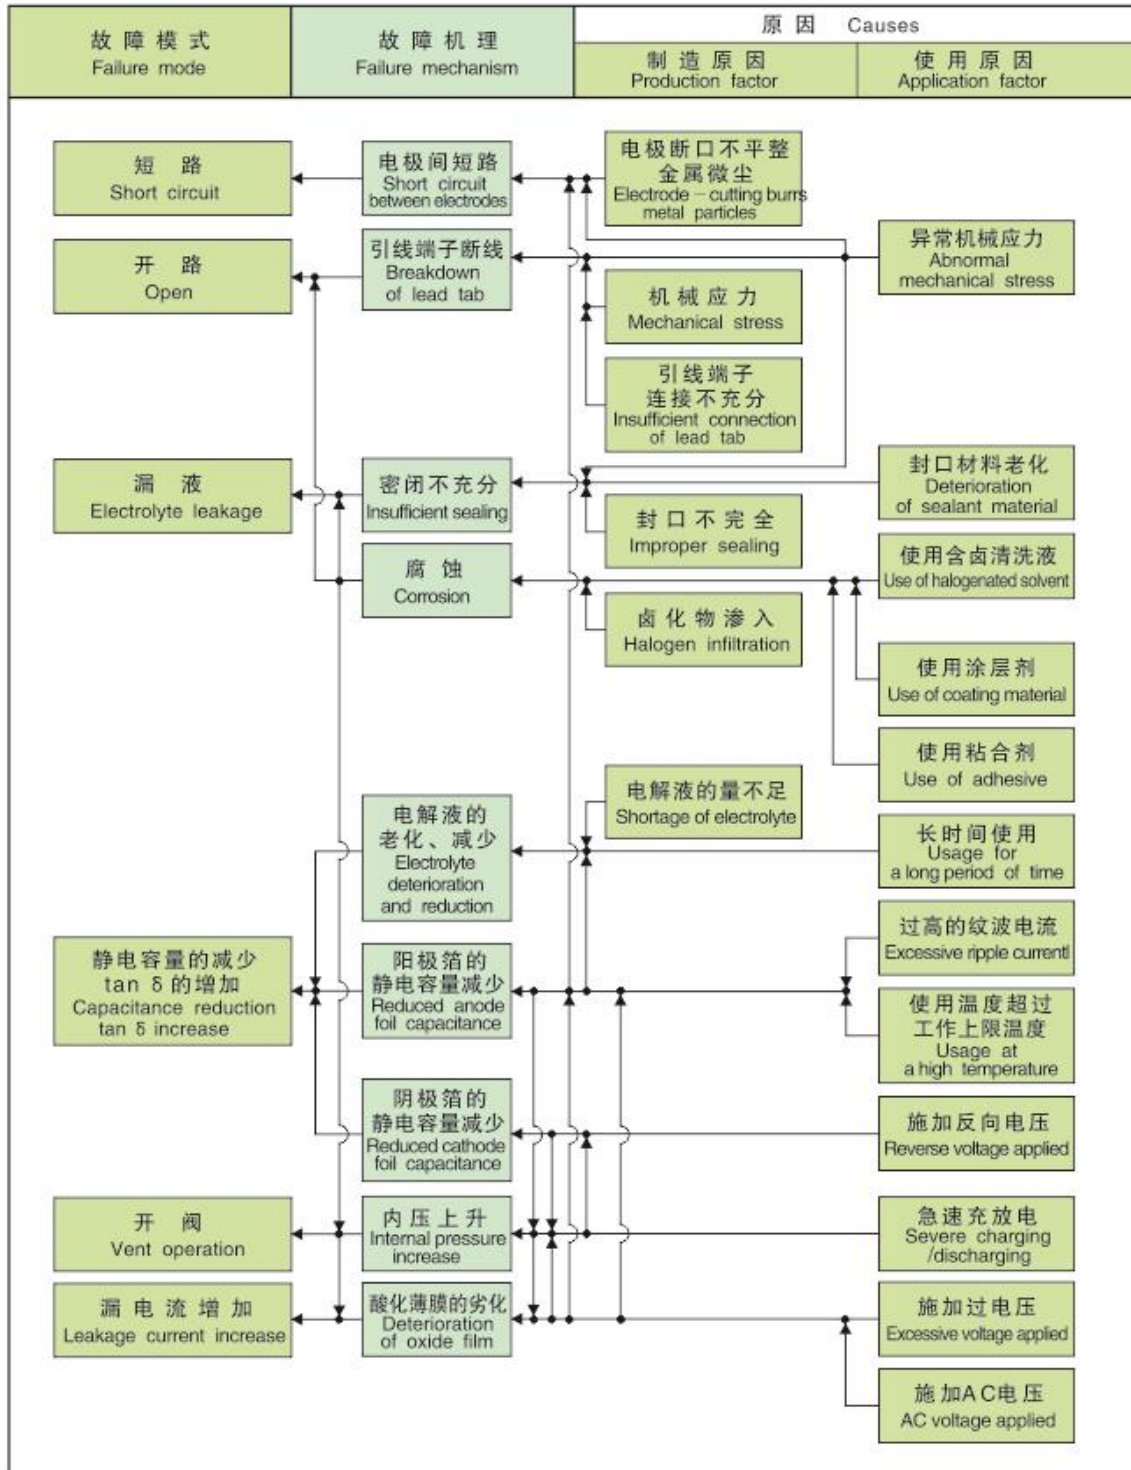 故障模式
Failure mode
故障机理
Failure mechanism
原因 Causes
制造原因
Production factor
使用原因
Application factor
短路
Short circuit
电极间短路
Short circuit
between electrodes
电极断口不平整
金属微尘
Electrode－cutting burrs
metal particles
开路
Open
引线端子断线
Breakdown
of lead tab
异常机械应力
Abnormal
mechanical stress
机械应力
Mechanical stress
引线端子
连接不充分
Insufficient connection
of lead tab
漏液
Electrolyte leakage
密闭不充分
Insufficient sealing
封口材料老化
Deterioration
of sealant material
封口不完全
Improper sealing
腐蚀
Corrosion
使用含卤清洗液
Use of halogenated solvent
卤化物渗入
Halogen infiltration
使用涂层剂
Use of coating material
使用粘合剂
Use of adhesive
电解液的量不足
Shortage of electrolyte
电解液的
老化、减少
Electrolyte
deterioration
and reduction
长时间使用
Usage for
a long period of time
过高的纹波电流
Excessive ripple currentl
静电容量的减少
tan δ的增加
Capacitance reduction
tan δ increase
阳极箔的
静电容量减少
Reduced anode
foil capacitance
使用温度超过
工作上限温度
Usage at
a high temperature
阴极箔的
静电容量减少
Reduced cathode
foil capacitance
施加反向电压
Reverse voltage applied
开阀
Vent operation
内压上升
Internal pressure
increase
急速充放电
Severe charging
/discharging
漏电流增加
Leakage current increase
酸化薄膜的劣化
Deterioration
of oxide film
施加过电压
Excessive voltage applied
施加AC电压
AC voltage applied